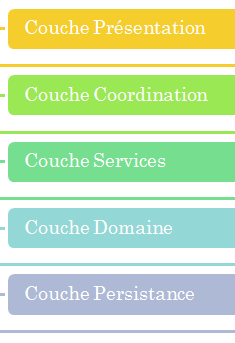 Couche Présentation
Couche Coordination
Couche Services
Couche Domaine
Couche Persistance